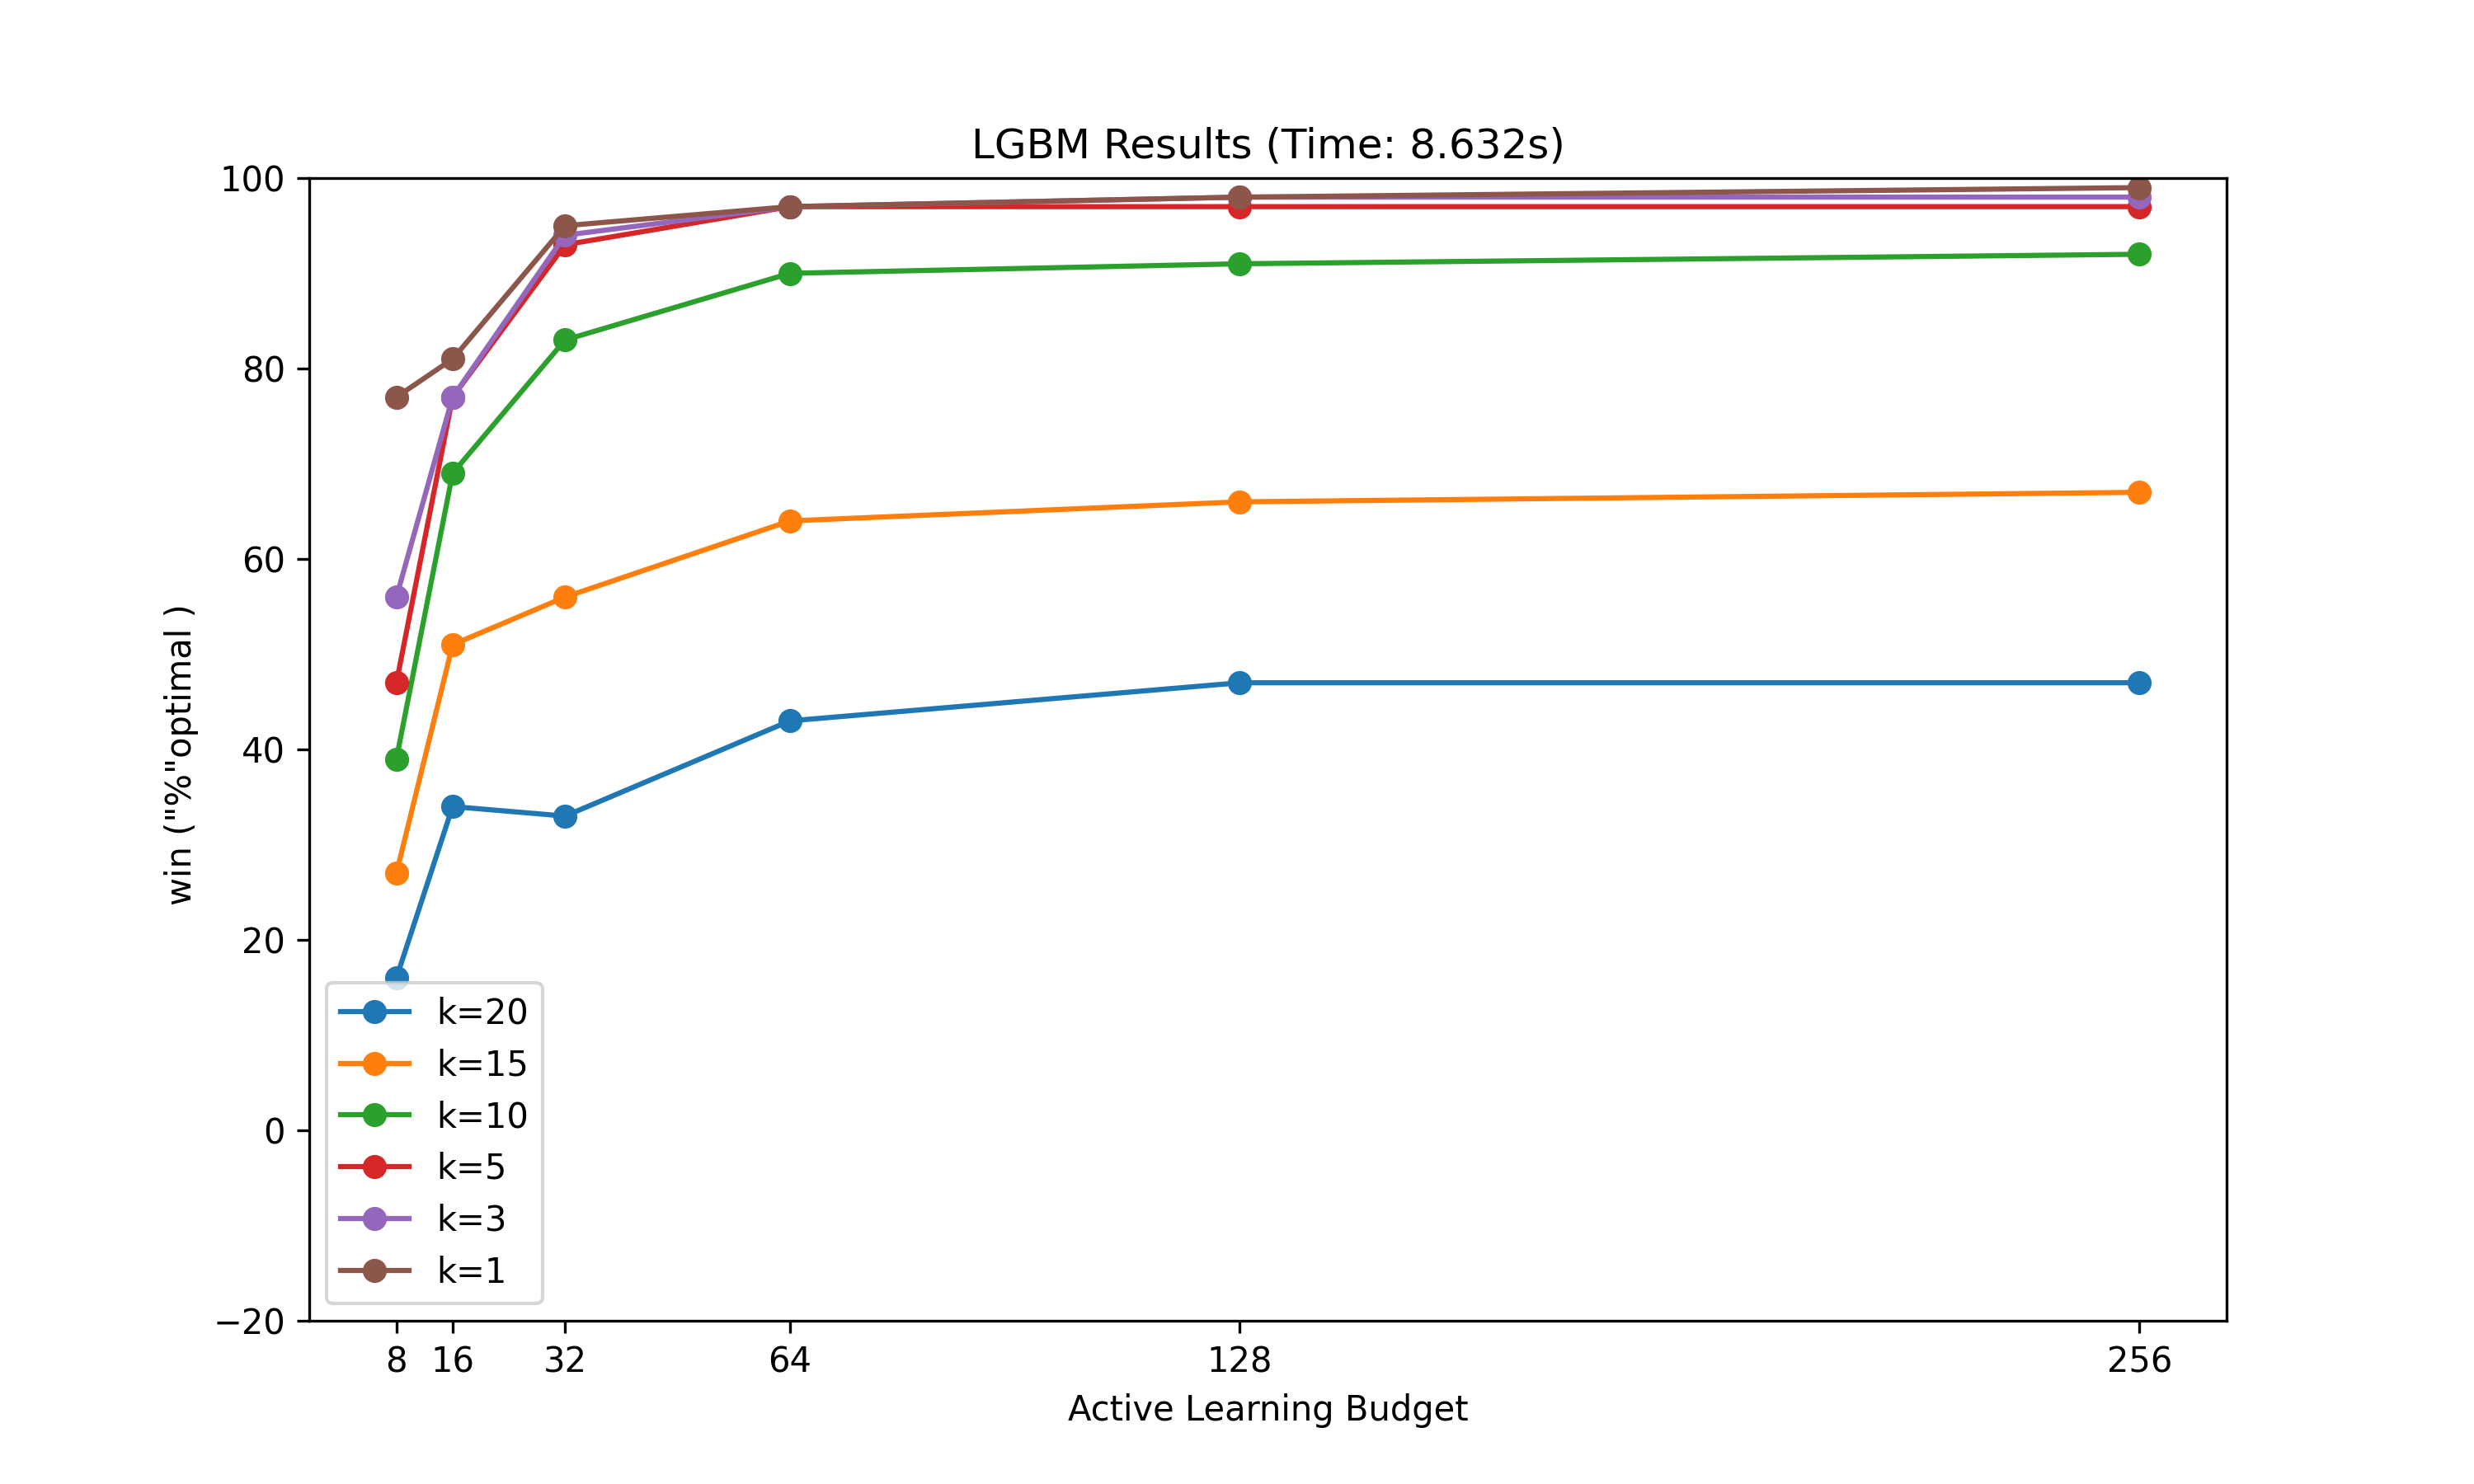 LGBM Results (Time: 8.632s)
win ("%"optimal )
100
80
60
40
20
0
−20
k=20
k=15
k=10
k=5
k=3
k=1
8 16 32 64 128 256
Active Learning Budget